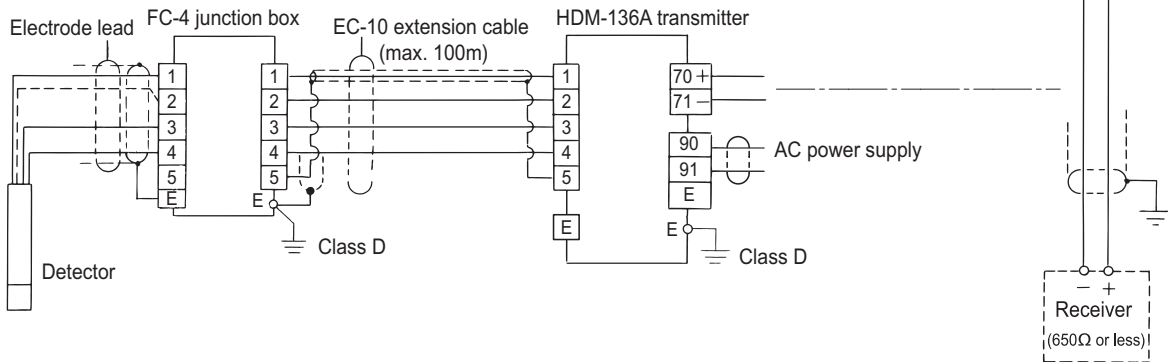 Electrode lead
FC-4 junction box
EC-10 extension cable
(max. 100m)
HDM-136A transmitter
1
2
3
4
5
E
1
2
3
4
5
E
Class D
1
2
3
4
5
E
70 +
71 −
90
91
E
E
Class D
AC power supply
Detector
− +
Receiver
(650Ω or less)